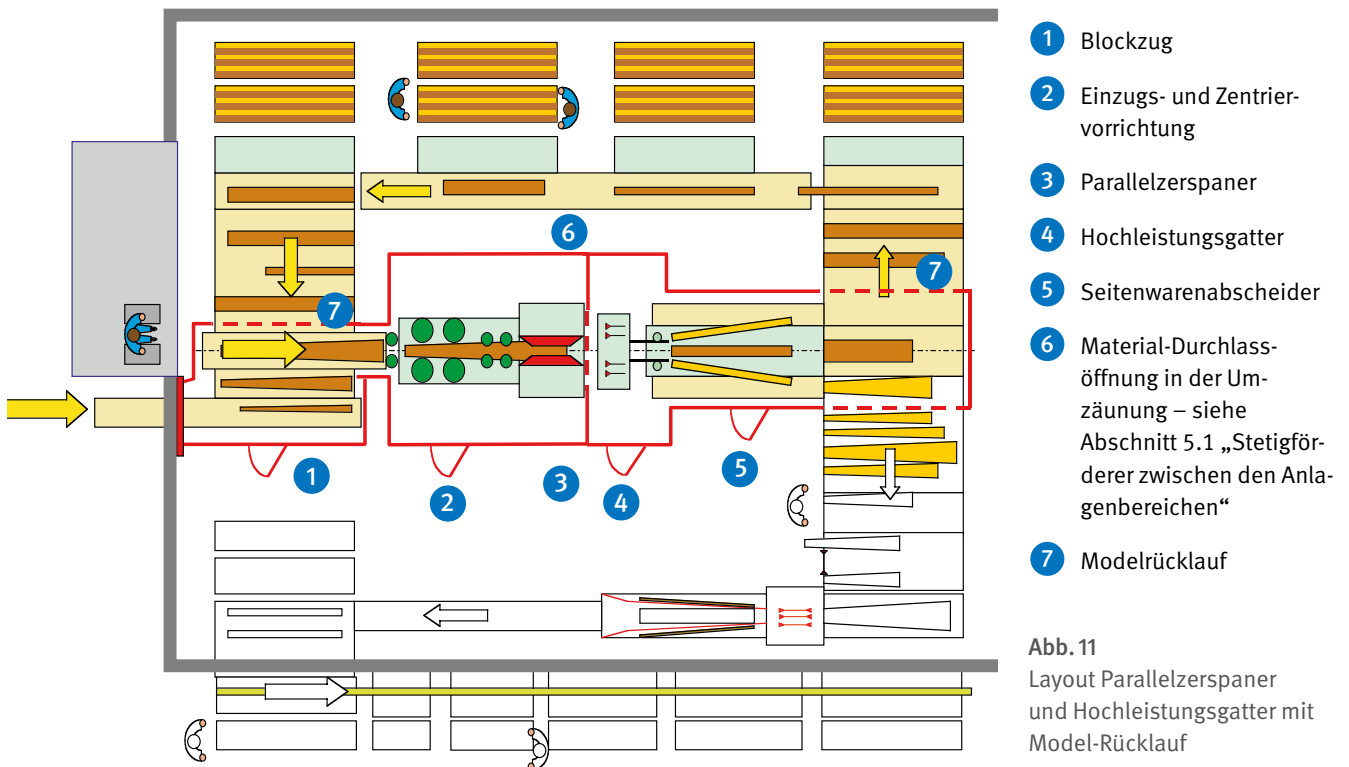 1 Blockzug
2 Einzugs- und Zentrier-
vorrichtung
3 Parallelzerspaner
4 Hochleistungsgatter
5 Seitenwarenabscheider
6 Material-Durchlass-
öffnung in der Um-
zäunung – siehe
Abschnitt 5.1 „Stetigför-
derer zwischen den Anla-
genbereichen“
7 Modelrücklauf
Abb. 11
Layout Parallelzerspaner
und Hochleistungsgatter mit
Model-Rücklauf
6
7
7
1
2
3
4
5